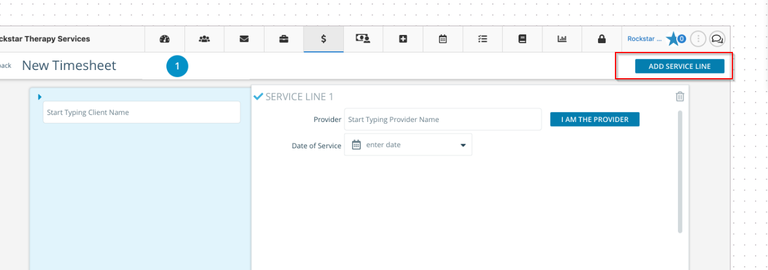 ckstar Therapy Services
$
Rockstar ...
0
ack
New Timesheet
1
ADD SERVICE LINE
Start Typing Client Name
SERVICE LINE 1
Provider
Start Typing Provider Name
I AM THE PROVIDER
Date of Service
enter date